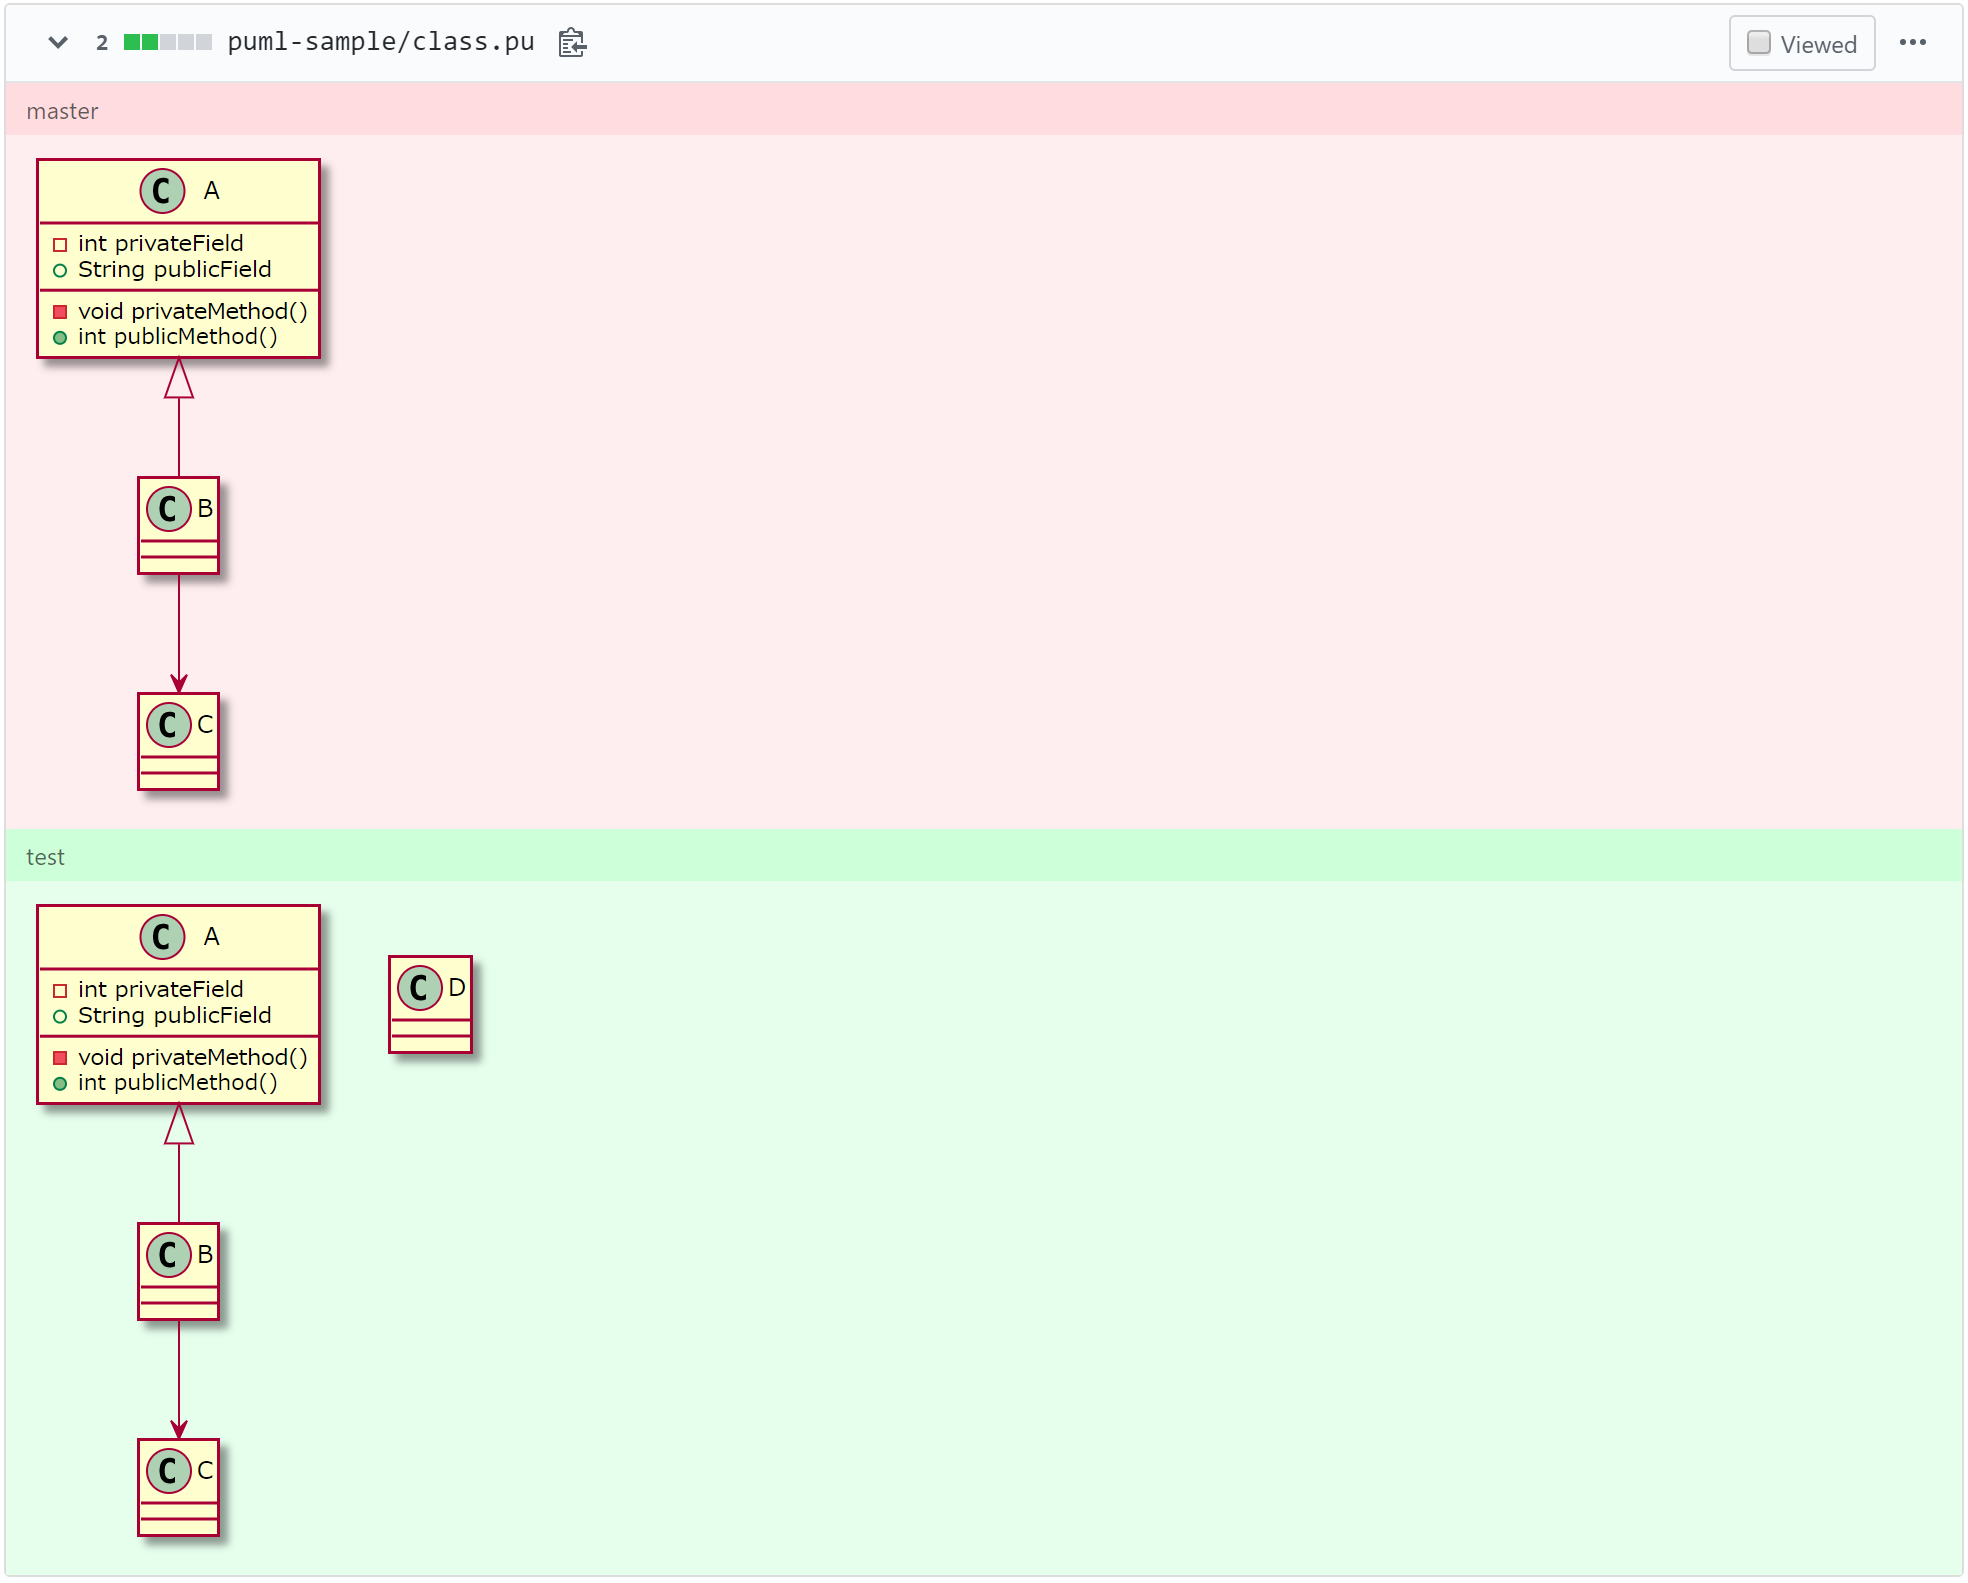 2 puml-sample/class.pu Viewed
master
C A
int privateField
String publicField
void privateMethod()
int publicMethod()
C B
C C
test
C A
int privateField
String publicField
void privateMethod()
int publicMethod()
C D
C B
C C